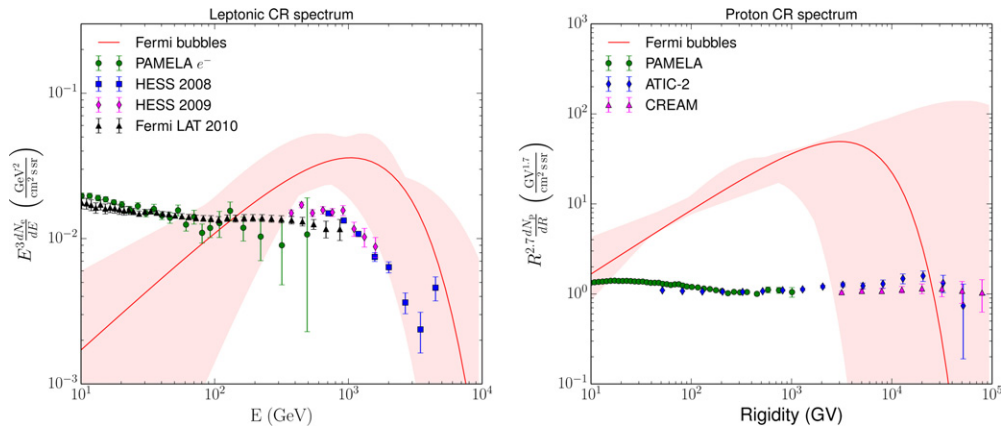 Leptonic CR spectrum
Fermi bubbles
PAMELA e⁻
HESS 2008
HESS 2009
Fermi LAT 2010
10⁻¹
10⁻²
10⁻³
E³ dNₑ/dE (GeV²/cm² s sr)
10¹ 10² 10³ 10⁴
E (GeV)
Proton CR spectrum
Fermi bubbles
PAMELA
ATIC-2
CREAM
10³
10²
10¹
10⁰
10⁻¹
R²·⁷ dNₚ/dR (GeV¹·⁷/cm² s sr)
10¹ 10² 10³ 10⁴ 10⁵
Rigidity (GV)